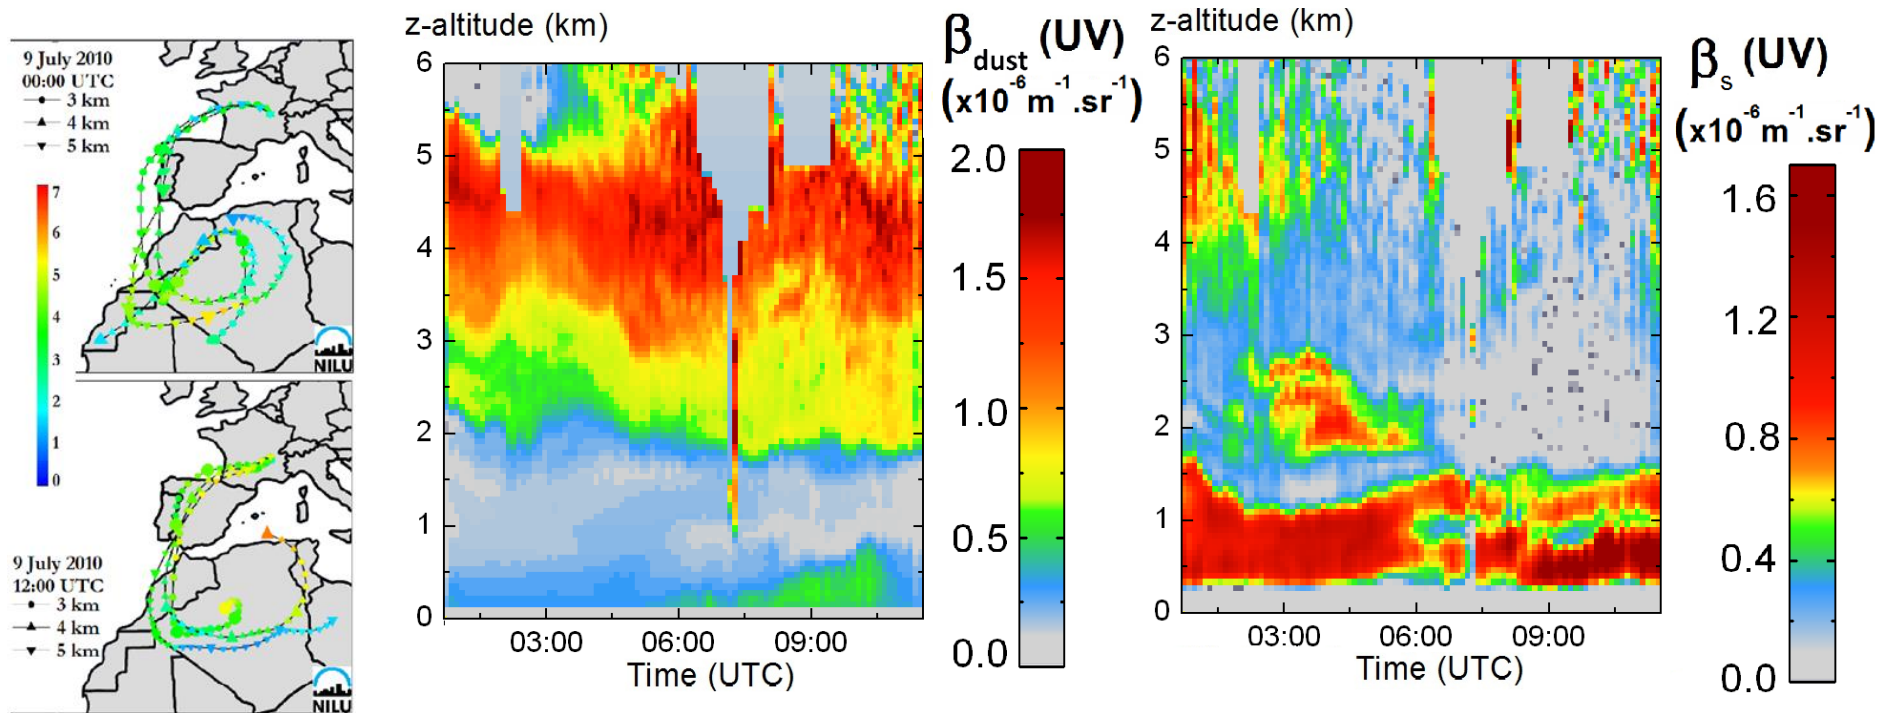 9 July 2010
00:00 UTC
3 km
4 km
5 km
7
6
5
4
3
2
1
0
NILU
9 July 2010
12:00 UTC
3 km
4 km
5 km
NILU
z-altitude (km)
6
5
4
3
2
1
0
03:00 06:00 09:00
Time (UTC)
βdust (UV)
(x10⁻⁶m⁻¹.sr⁻¹)
2.0
1.5
1.0
0.5
0.0
z-altitude (km)
6
5
4
3
2
1
0
03:00 06:00 09:00
Time (UTC)
βs (UV)
(x10⁻⁶m⁻¹.sr⁻¹)
1.6
1.2
0.8
0.4
0.0